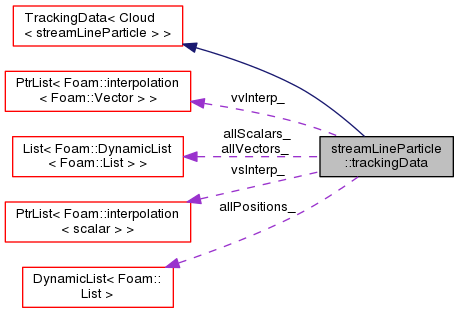 TrackingData< Cloud
< streamLineParticle > >
PtrList< Foam::interpolation
< Foam::Vector > >
vvInterp_
List< Foam::DynamicList
< Foam::List > >
allScalars_
allVectors_
streamLineParticle
::trackingData
vsInterp_
PtrList< Foam::interpolation
< scalar > >
allPositions_
DynamicList< Foam::
List >